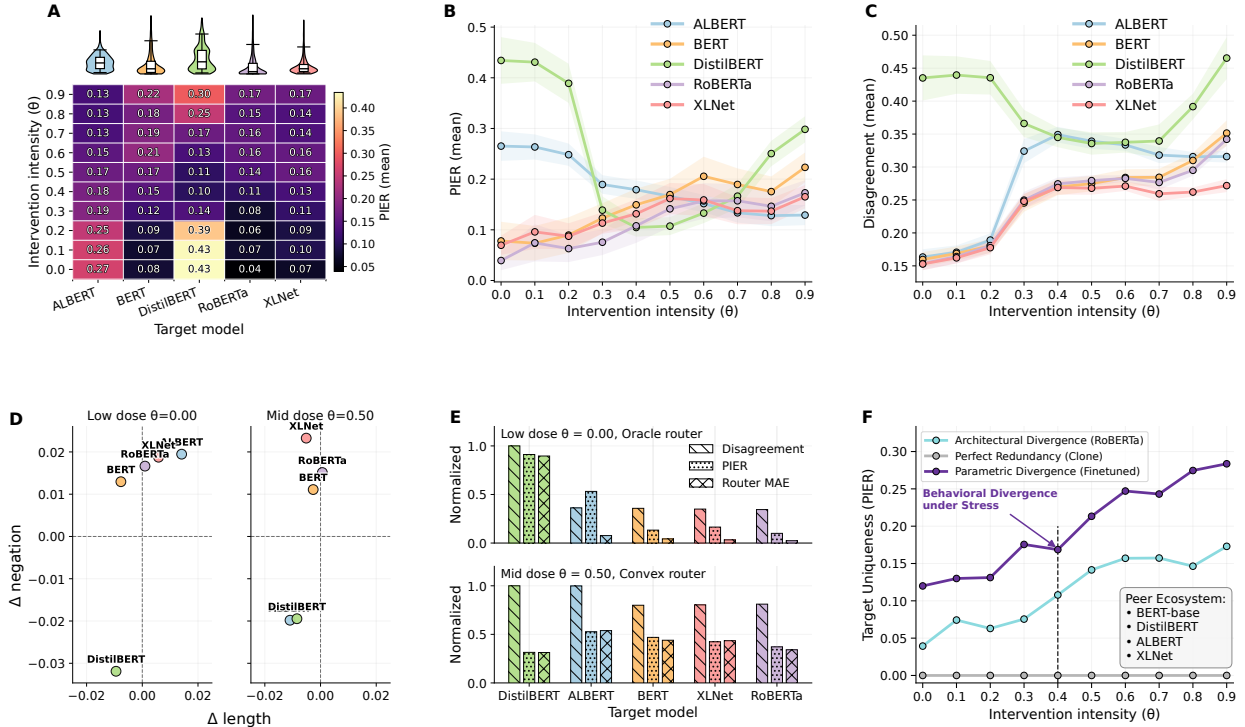 A
Intervention intensity (θ)
0.9 0.13 0.22 0.30 0.17 0.17
0.8 0.13 0.18 0.25 0.15 0.14
0.7 0.13 0.19 0.17 0.16 0.14
0.6 0.15 0.21 0.13 0.16 0.16
0.5 0.17 0.17 0.11 0.14 0.16
0.4 0.18 0.15 0.10 0.11 0.13
0.3 0.19 0.12 0.14 0.08 0.11
0.2 0.25 0.09 0.39 0.06 0.09
0.1 0.26 0.07 0.43 0.07 0.10
0.0 0.27 0.08 0.43 0.04 0.07
ALBERT BERT DistilBERT RoBERTa XLNet
Target model
0.40
0.35
0.30
0.25
0.20
0.15
0.10
0.05
PIER (mean)
B
ALBERT
BERT
DistilBERT
RoBERTa
XLNet
PIER (mean)
0.5
0.4
0.3
0.2
0.1
0.0
0.0 0.1 0.2 0.3 0.4 0.5 0.6 0.7 0.8 0.9
Intervention intensity (θ)
C
ALBERT
BERT
DistilBERT
RoBERTa
XLNet
Disagreement (mean)
0.50
0.45
0.40
0.35
0.30
0.25
0.20
0.15
0.0 0.1 0.2 0.3 0.4 0.5 0.6 0.7 0.8 0.9
Intervention intensity (θ)
D
Low dose θ=0.00
Mid dose θ=0.50
Δ negation
0.02
0.01
0.00
−0.01
−0.02
−0.03
ALBERT
XLNet
RoBERTa
BERT
DistilBERT
XLNet
RoBERTa
BERT
DistilBERT
−0.02 0.00 0.02
−0.02 0.00 0.02
Δ length
E
Low dose θ = 0.00, Oracle router
Disagreement
PIER
Router MAE
Normalized
1.0
0.5
0.0
Mid dose θ = 0.50, Convex router
Normalized
1.0
0.5
0.0
DistilBERT ALBERT BERT XLNet RoBERTa
Target model
F
Architectural Divergence (RoBERTa)
Perfect Redundancy (Clone)
Parametric Divergence (Finetuned)
Behavioral Divergence
under Stress
Target Uniqueness (PIER)
0.30
0.25
0.20
0.15
0.10
0.05
0.00
Peer Ecosystem:
• BERT-base
• DistilBERT
• ALBERT
• XLNet
0.0 0.1 0.2 0.3 0.4 0.5 0.6 0.7 0.8 0.9
Intervention intensity (θ)